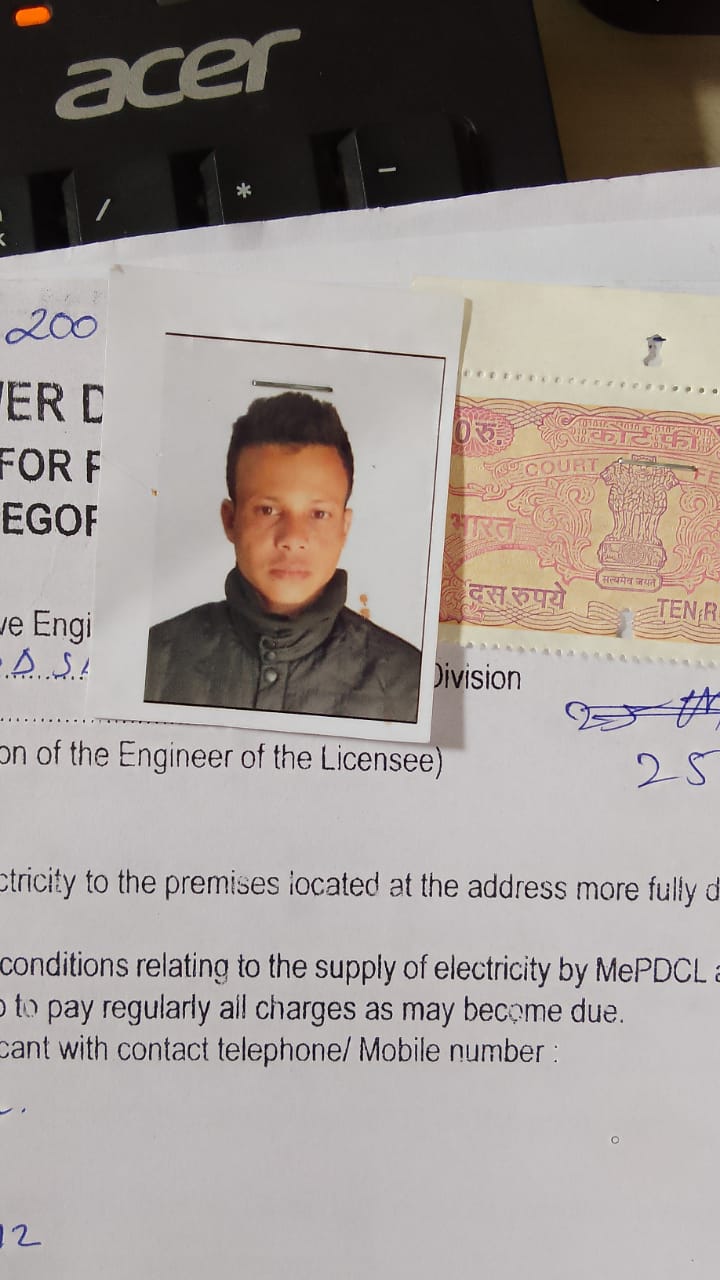 acer
/ * -
200
ER D
FOR F
EGOR
0 रु.
कोर्ट फी
COURT FE
भारत
सत्यमेव जयते
दस रुपये
TEN R
ve Engi
D. S.
Division
on of the Engineer of the Licensee)
25
ctricity to the premises located at the address more fully d
conditions relating to the supply of electricity by MePDCL a
to pay regularly all charges as may become due.
cant with contact telephone/ Mobile number :
12